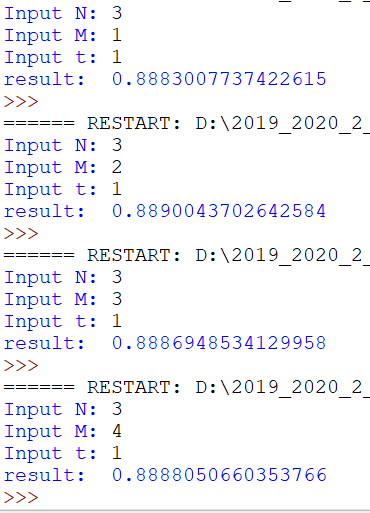 Input N: 3
Input M: 1
Input t: 1
result:  0.8883007737422615
>>>
====== RESTART: D:\2019_2020_2_
Input N: 3
Input M: 2
Input t: 1
result:  0.8890043702642584
>>>
====== RESTART: D:\2019_2020_2_
Input N: 3
Input M: 3
Input t: 1
result:  0.8886948534129958
>>>
====== RESTART: D:\2019_2020_2_
Input N: 3
Input M: 4
Input t: 1
result:  0.8888050660353766
>>>